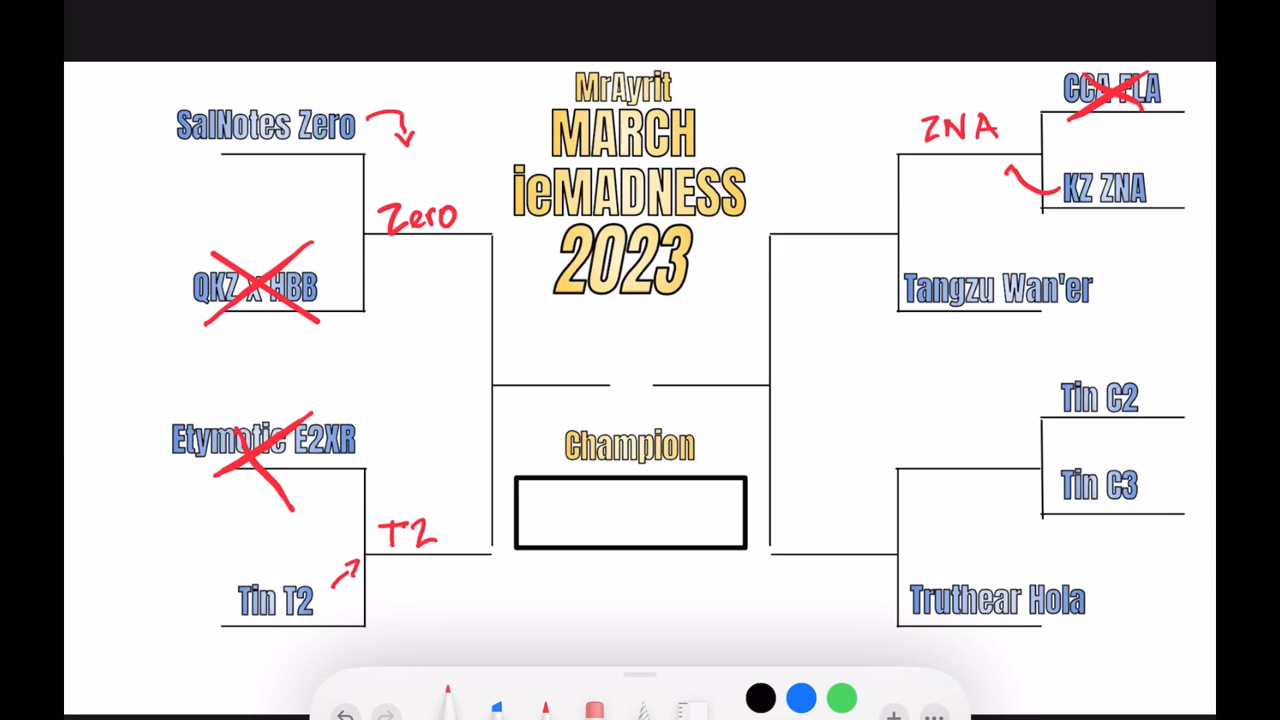 MrAyrit
MARCH
ieMADNESS
2023
SalNotes Zero
Zero
QKZ x HBB
Etymotic E2XR
T2
Tin T2
CCA FLA
ZNA
KZ ZNA
Tangzu Wan'er
Tin C2
Tin C3
Truthear Hola
Champion